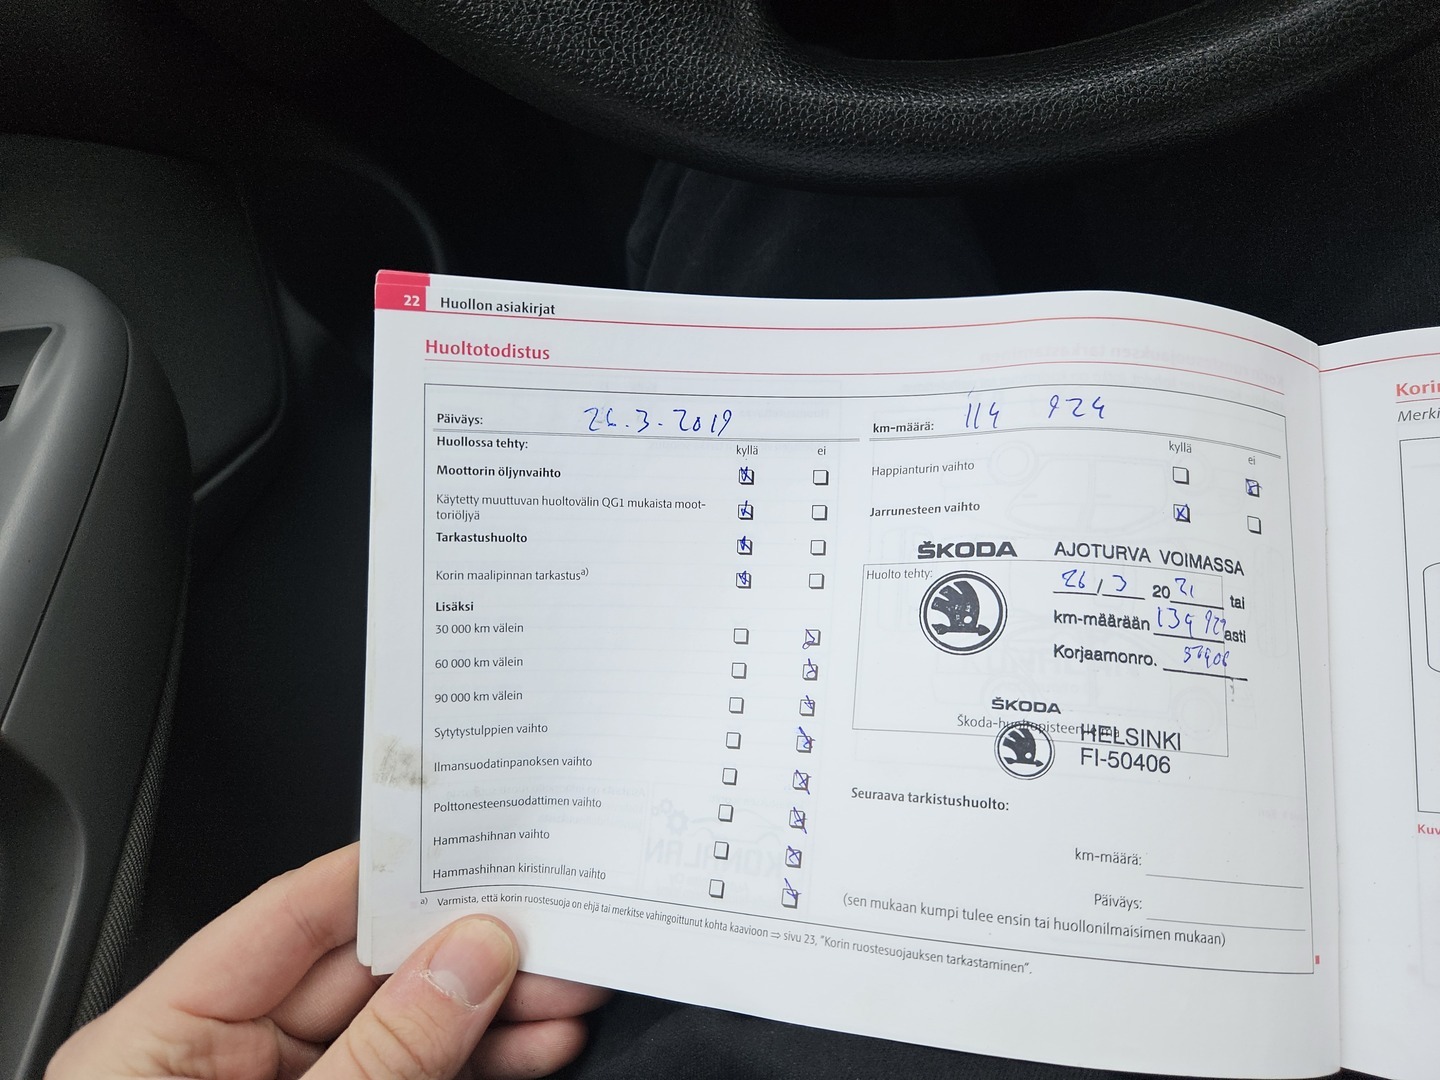 22 Huollon asiakirjat
Huoltotodistus
Päiväys: 26.3.2019
Huollossa tehty: kyllä ei
Moottorin öljynvaihto
Käytetty muuttuvan huoltovälin QG1 mukaista moot-
toriöljyä
Tarkastushuolto
Korin maalipinnan tarkastus a)
Lisäksi
30 000 km välein
60 000 km välein
90 000 km välein
Sytytystulppien vaihto
Ilmansuodatinpanoksen vaihto
Polttonesteensuodattimen vaihto
Hammashihnan vaihto
Hammashihnan kiristinrullan vaihto
km-määrä: 114 924
kyllä ei
Happianturin vaihto
Jarrunesteen vaihto
ŠKODA AJOTURVA VOIMASSA
Huolto tehty: 26/3 2021 tai
km-määrään asti
Korjaamonro.
ŠKODA
HELSINKI
FI-50406
Seuraava tarkistushuolto:
km-määrä:
Päiväys:
(sen mukaan kumpi tulee ensin tai huollonilmaisimen mukaan)
a) Varmista, että korin ruostesuoja on ehjä tai merkitse vahingoittunut kohta kaavioon ⇒ sivu 23, "Korin ruostesuojauksen tarkastaminen".